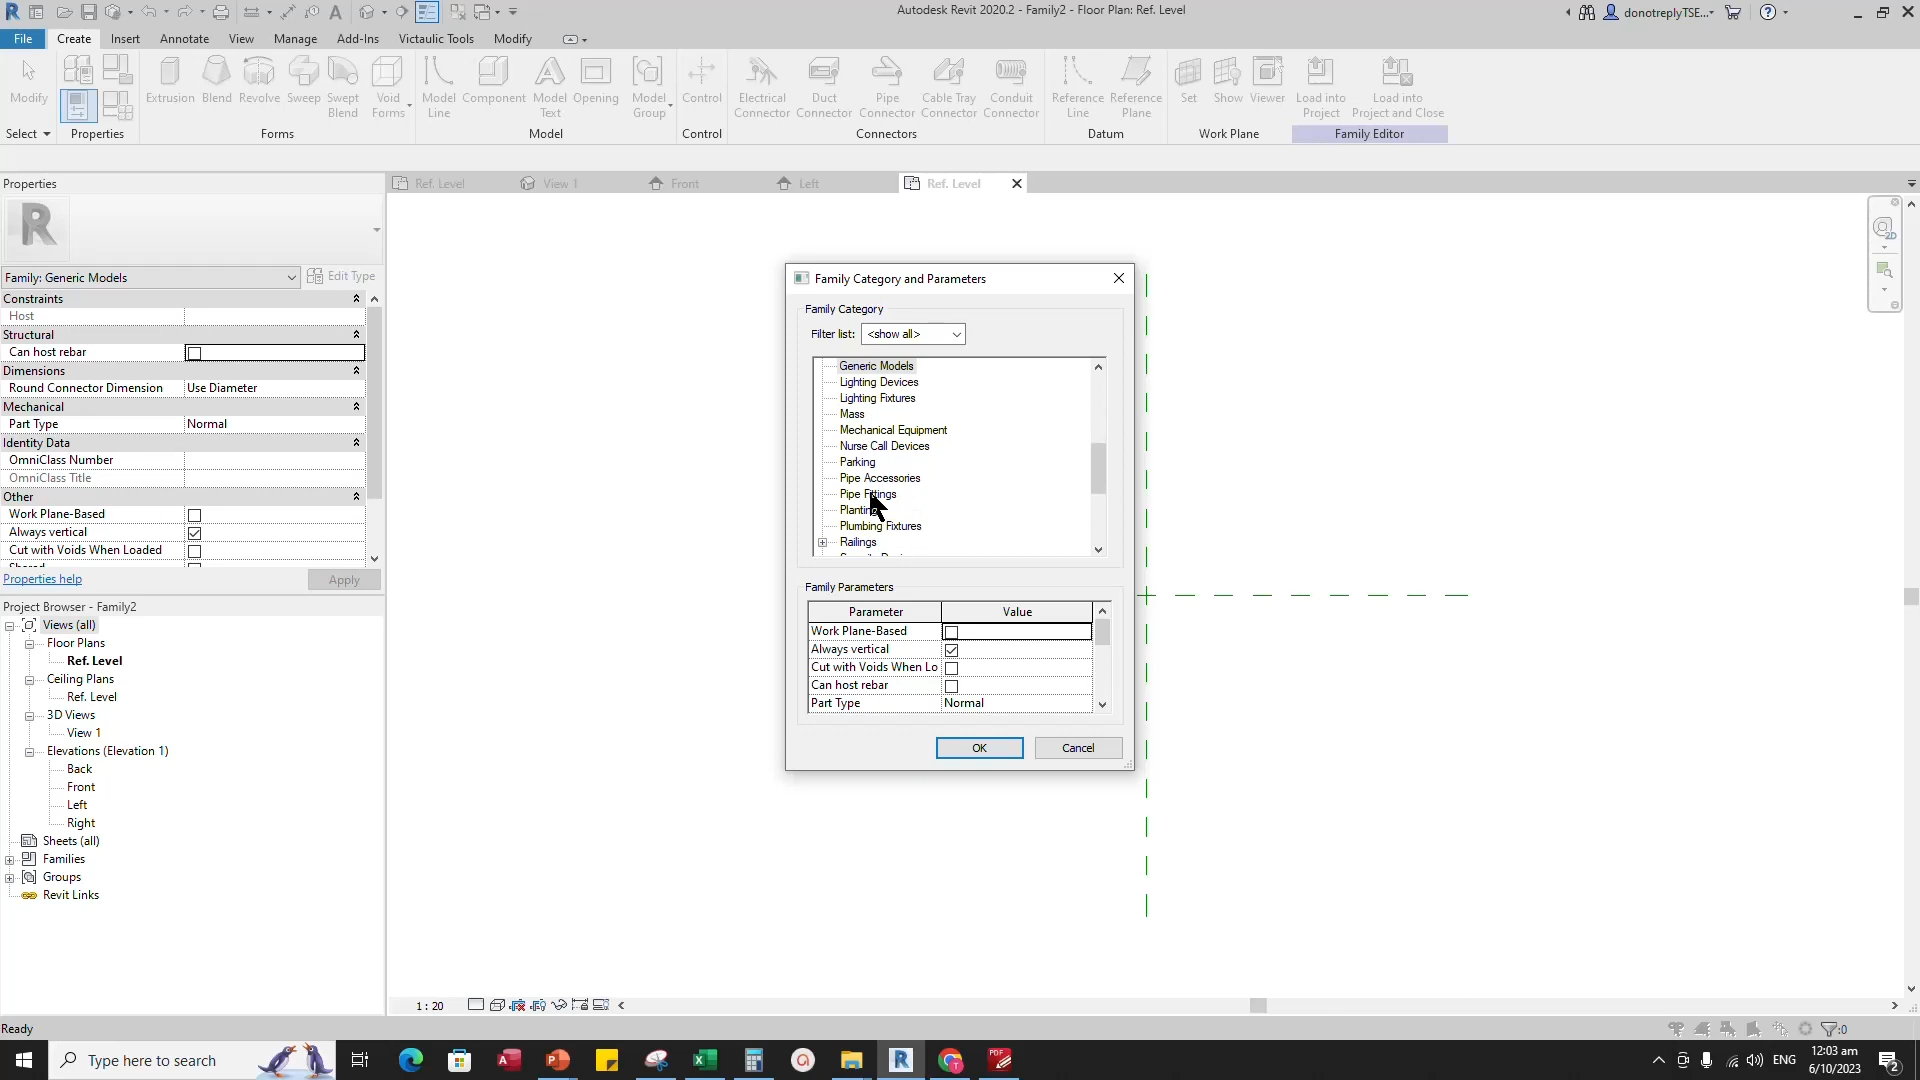 Autodesk Revit 2020.2 - Family2 - Floor Plan: Ref. Level
donotreplyTSE...
File Create Insert Annotate View Manage Add-Ins Victaulic Tools Modify
Modify
Extrusion Blend Revolve Sweep Swept Blend Void Forms
Model Line Component Model Text Opening Model Group
Control
Electrical Connector Duct Connector Pipe Connector Cable Tray Connector Conduit Connector
Reference Line Reference Plane
Set Show Viewer
Load into Project Load into Project and Close
Select Properties Forms Model Control Connectors Datum Work Plane Family Editor
Properties
Ref. Level View 1 Front Left Ref. Level
R
Family: Generic Models Edit Type
Constraints
Host
Structural
Can host rebar
Dimensions
Round Connector Dimension Use Diameter
Mechanical
Part Type Normal
Identity Data
OmniClass Number
OmniClass Title
Other
Work Plane-Based
Always vertical
Cut with Voids When Loaded
Shared
Properties help Apply
Project Browser - Family2
Views (all)
Floor Plans
Ref. Level
Ceiling Plans
Ref. Level
3D Views
View 1
Elevations (Elevation 1)
Back
Front
Left
Right
Sheets (all)
Families
Groups
Revit Links
Family Category and Parameters
Family Category
Filter list: <show all>
Generic Models
Lighting Devices
Lighting Fixtures
Mass
Mechanical Equipment
Nurse Call Devices
Parking
Pipe Accessories
Pipe Fittings
Planting
Plumbing Fixtures
Railings
Family Parameters
Parameter Value
Work Plane-Based
Always vertical
Cut with Voids When Lo
Can host rebar
Part Type Normal
OK Cancel
2D
1 : 20
Ready
:0
Type here to search
PDF
ENG
12:03 am
6/10/2023
2